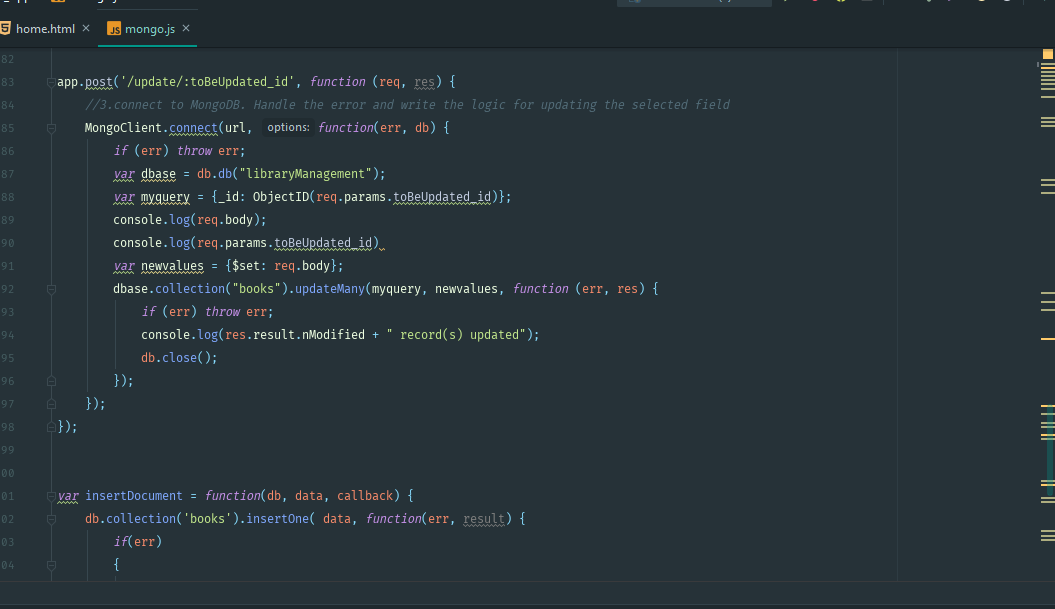 home.html × JS mongo.js ×
82
83 app.post('/update/:toBeUpdated_id', function (req, res) {
84 //3.connect to MongoDB. Handle the error and write the logic for updating the selected field
85 MongoClient.connect(url, options: function(err, db) {
86 if (err) throw err;
87 var dbase = db.db("libraryManagement");
88 var myquery = {_id: ObjectID(req.params.toBeUpdated_id)};
89 console.log(req.body);
90 console.log(req.params.toBeUpdated_id)
91 var newvalues = {$set: req.body};
92 dbase.collection("books").updateMany(myquery, newvalues, function (err, res) {
93 if (err) throw err;
94 console.log(res.result.nModified + " record(s) updated");
95 db.close();
96 });
97 });
98 });
99
00
01 var insertDocument = function(db, data, callback) {
02 db.collection('books').insertOne( data, function(err, result) {
03 if(err)
04 {